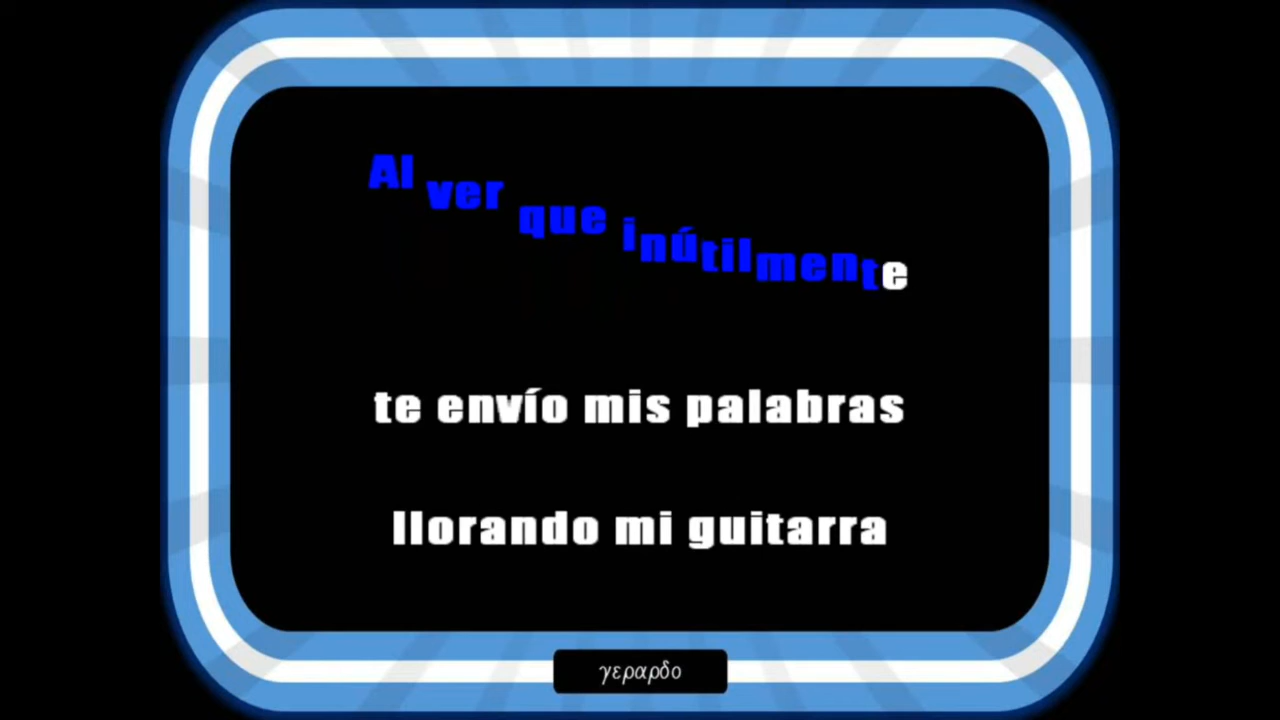 Al ver que inútilmente
te envío mis palabras
llorando mi guitarra
γεραρδο